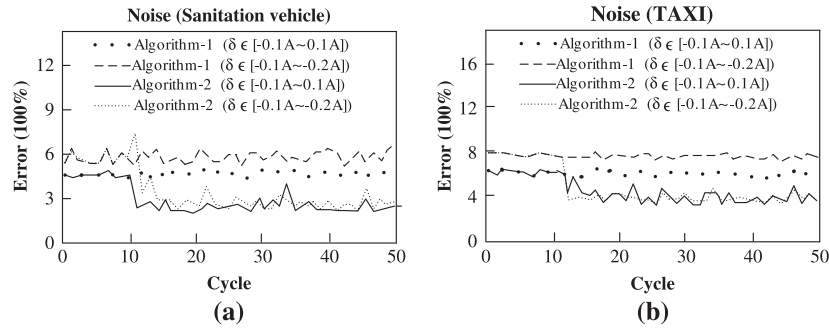 Noise (Sanitation vehicle)
Error (100%)
12
9
6
3
0
Algorithm-1 (δ ϵ [-0.1A~0.1A])
Algorithm-1 (δ ϵ [-0.1A~-0.2A])
Algorithm-2 (δ ϵ [-0.1A~0.1A])
Algorithm-2 (δ ϵ [-0.1A~-0.2A])
0 10 20 30 40 50
Cycle
(a)
Noise (TAXI)
Error (100%)
16
12
8
4
0
Algorithm-1 (δ ϵ [-0.1A~0.1A])
Algorithm-1 (δ ϵ [-0.1A~-0.2A])
Algorithm-2 (δ ϵ [-0.1A~0.1A])
Algorithm-2 (δ ϵ [-0.1A~-0.2A])
0 10 20 30 40 50
Cycle
(b)